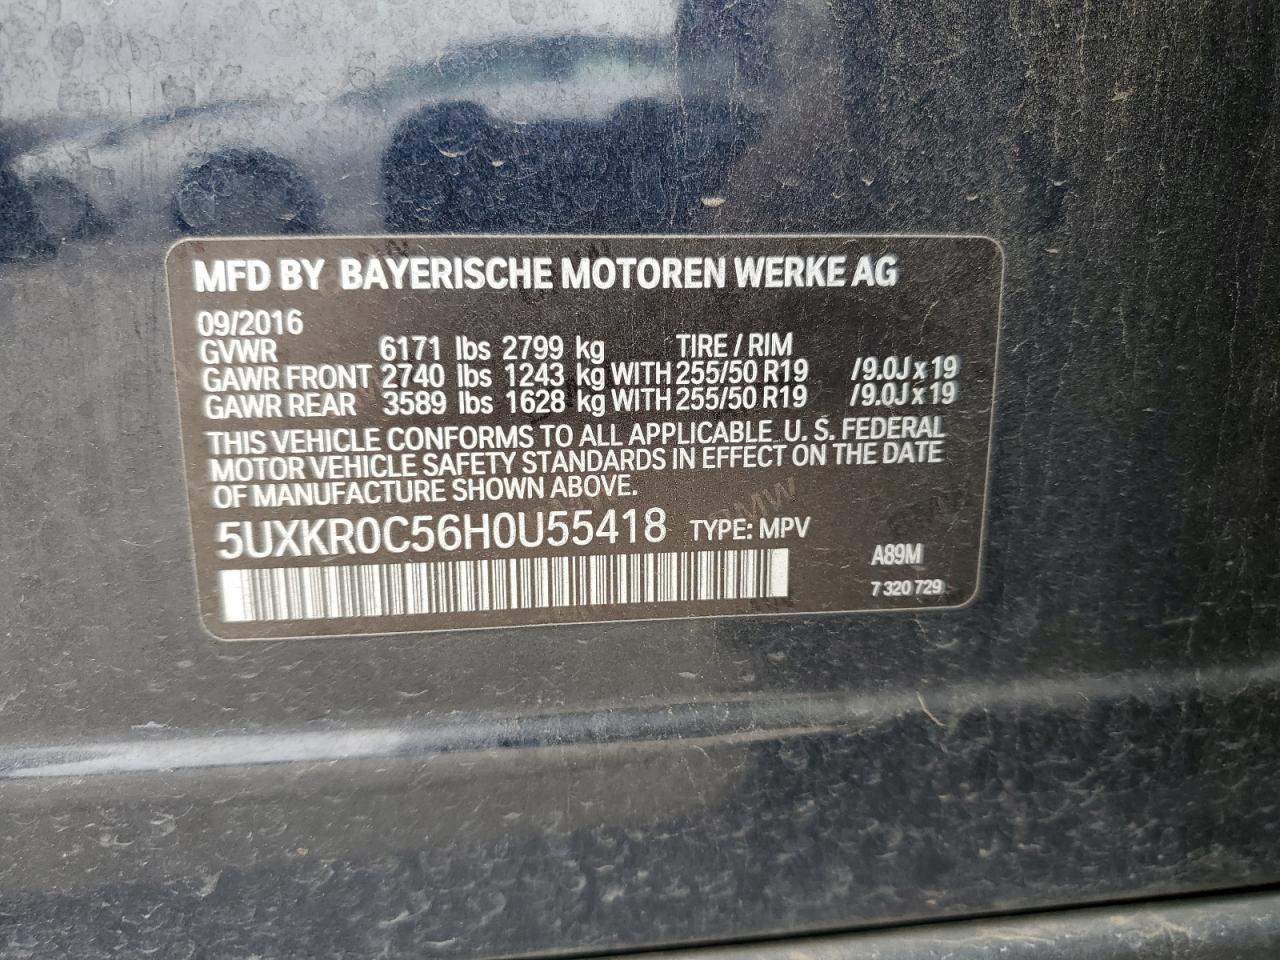 MFD BY BAYERISCHE MOTOREN WERKE AG
09/2016
GVWR 6171 lbs 2799 kg TIRE / RIM
GAWR FRONT 2740 lbs 1243 kg WITH 255/50 R19 /9.0J x 19
GAWR REAR 3589 lbs 1628 kg WITH 255/50 R19 /9.0J x 19
THIS VEHICLE CONFORMS TO ALL APPLICABLE U. S. FEDERAL
MOTOR VEHICLE SAFETY STANDARDS IN EFFECT ON THE DATE
OF MANUFACTURE SHOWN ABOVE.
5UXKR0C56H0U55418 TYPE: MPV
A89M
7 320 729